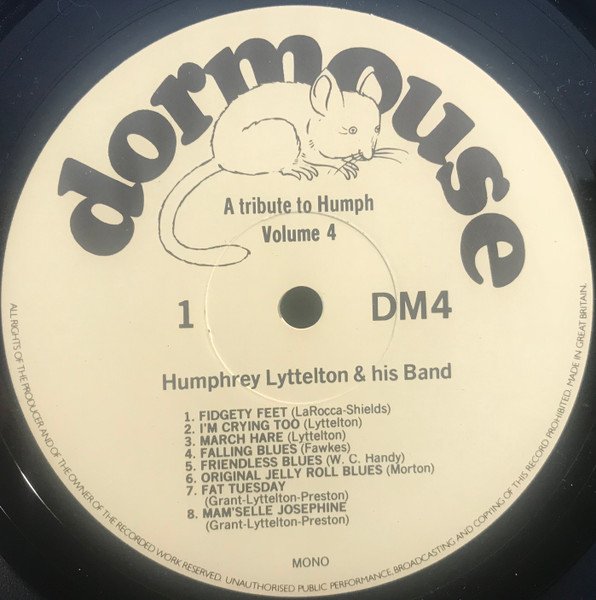 dormouse
A tribute to Humph
Volume 4
1
DM4
Humphrey Lyttelton & his Band
1. FIDGETY FEET (LaRocca-Shields)
2. I'M CRYING TOO (Lyttelton)
3. MARCH HARE (Lyttelton)
4. FALLING BLUES (Fawkes)
5. FRIENDLESS BLUES (W. C. Handy)
6. ORIGINAL JELLY ROLL BLUES (Morton)
7. FAT TUESDAY
(Grant-Lyttelton-Preston)
8. MAM'SELLE JOSEPHINE
(Grant-Lyttelton-Preston)
MONO
ALL RIGHTS OF THE PRODUCER AND OF THE OWNER OF THE RECORDED WORK RESERVED. UNAUTHORISED PUBLIC PERFORMANCE, BROADCASTING AND COPYING OF THIS RECORD PROHIBITED. MADE IN GREAT BRITAIN.